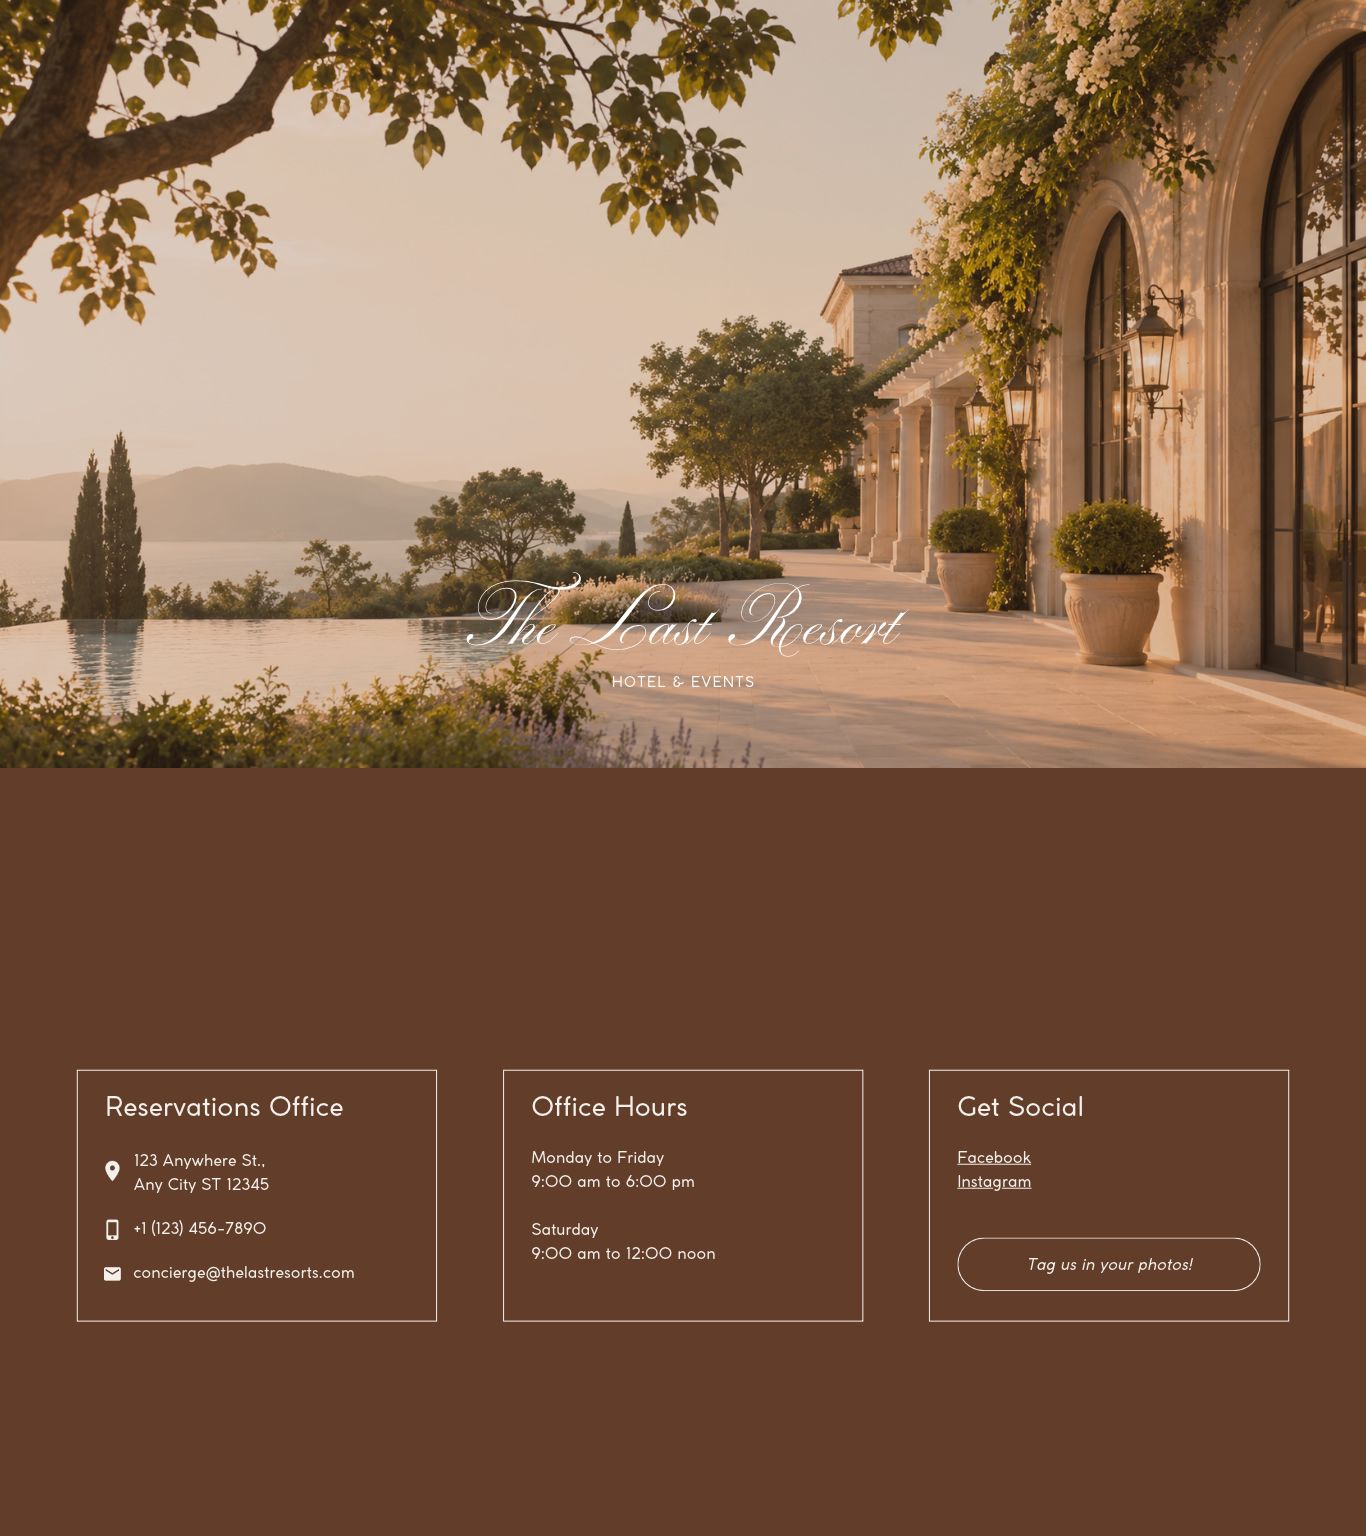 The Last Resort
HOTEL & EVENTS
Reservations Office
123 Anywhere St.,
Any City ST 12345
+1 (123) 456-7890
concierge@thelastresorts.com
Office Hours
Monday to Friday
9:00 am to 6:00 pm
Saturday
9:00 am to 12:00 noon
Get Social
Facebook
Instagram
Tag us in your photos!